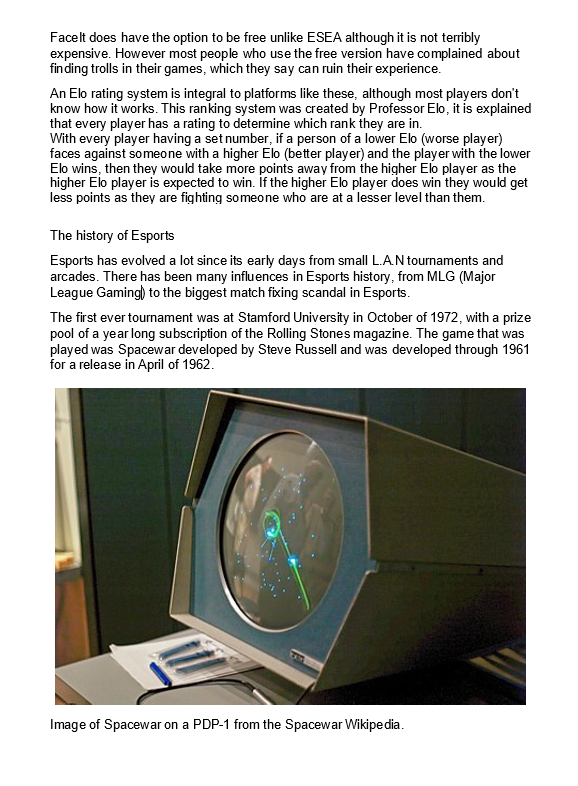 FaceIt does have the option to be free unlike ESEA although it is not terribly
expensive. However most people who use the free version have complained about
finding trolls in their games, which they say can ruin their experience.
An Elo rating system is integral to platforms like these, although most players don't
know how it works. This ranking system was created by Professor Elo, it is explained
that every player has a rating to determine which rank they are in.
With every player having a set number, if a person of a lower Elo (worse player)
faces against someone with a higher Elo (better player) and the player with the lower
Elo wins, then they would take more points away from the higher Elo player as the
higher Elo player is expected to win. If the higher Elo player does win they would get
less points as they are fighting someone who are at a lesser level than them.
The history of Esports
Esports has evolved a lot since its early days from small L.A.N tournaments and
arcades. There has been many influences in Esports history, from MLG (Major
League Gaming) to the biggest match fixing scandal in Esports.
The first ever tournament was at Stamford University in October of 1972, with a prize
pool of a year long subscription of the Rolling Stones magazine. The game that was
played was Spacewar developed by Steve Russell and was developed through 1961
for a release in April of 1962.
Image of Spacewar on a PDP-1 from the Spacewar Wikipedia.